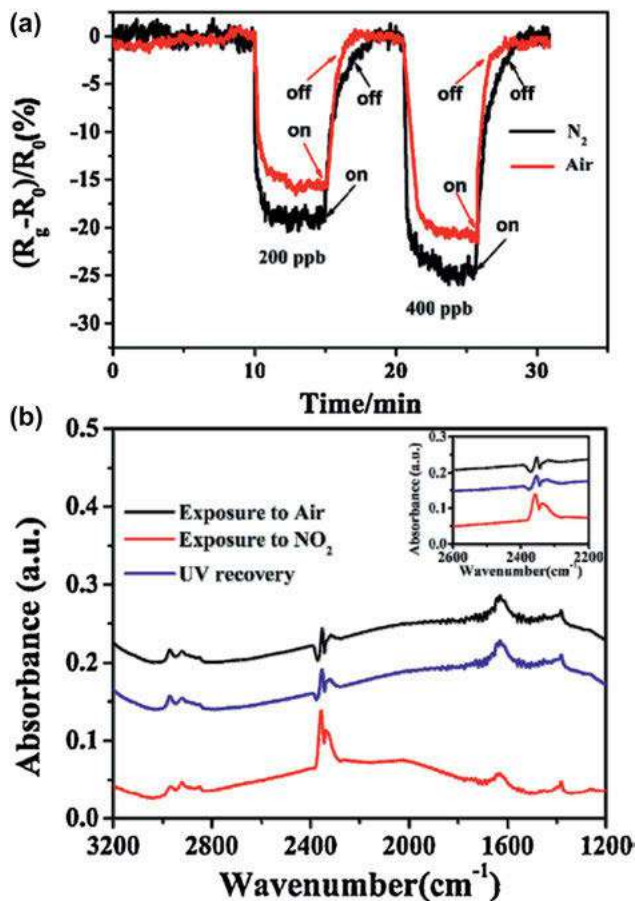 (a)
(R_g-R_0)/R_0(%)
0
-5
-10
-15
-20
-25
-30
off
off
off
off
on
on
on
on
N_2
Air
200 ppb
400 ppb
0
10
20
30
Time/min
(b)
Absorbance (a.u.)
0.5
0.4
0.3
0.2
0.1
0.0
Exposure to Air
Exposure to NO_2
UV recovery
Absorbance (a.u.)
0.3
0.2
0.1
0.0
2600
2400
2200
Wavenumber(cm^-1)
3200
2800
2400
2000
1600
1200
Wavenumber(cm^-1)